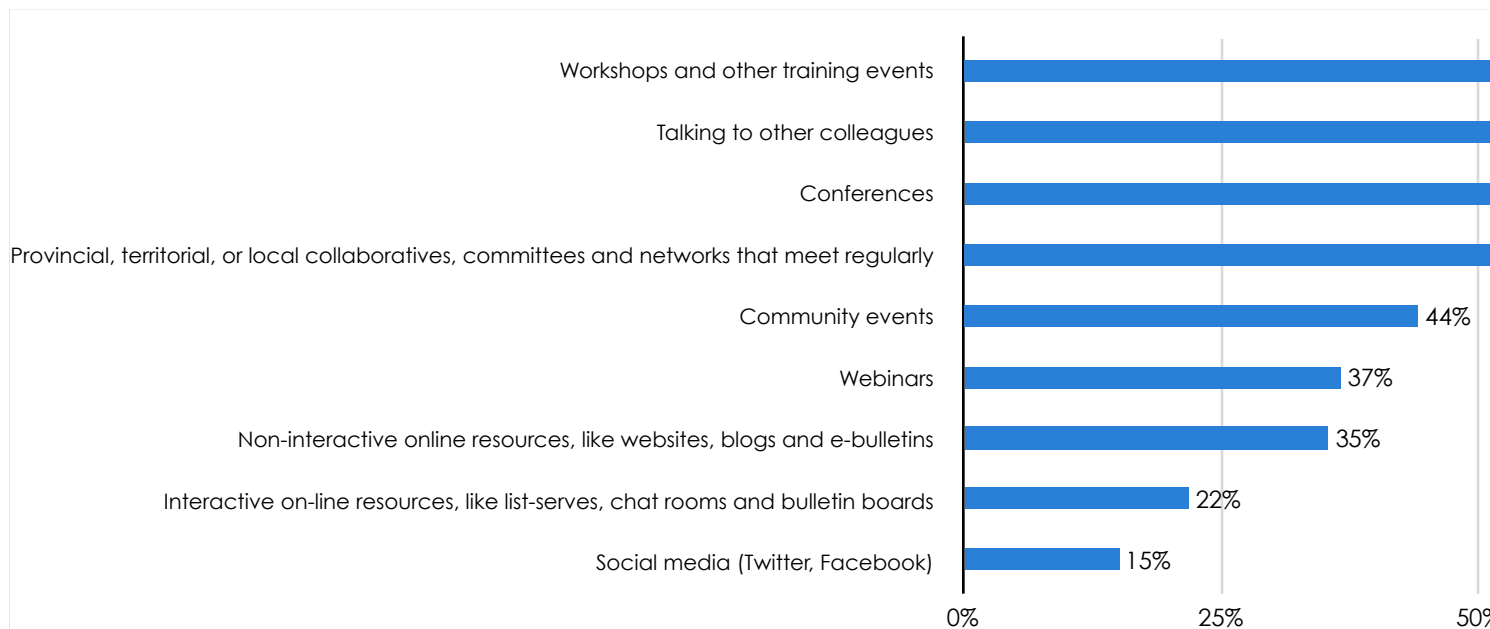 Workshops and other training events
Talking to other colleagues
Conferences
Provincial, territorial, or local collaboratives, committees and networks that meet regularly
Community events 44%
Webinars 37%
Non-interactive online resources, like websites, blogs and e-bulletins 35%
Interactive on-line resources, like list-serves, chat rooms and bulletin boards 22%
Social media (Twitter, Facebook) 15%
0% 25% 50%